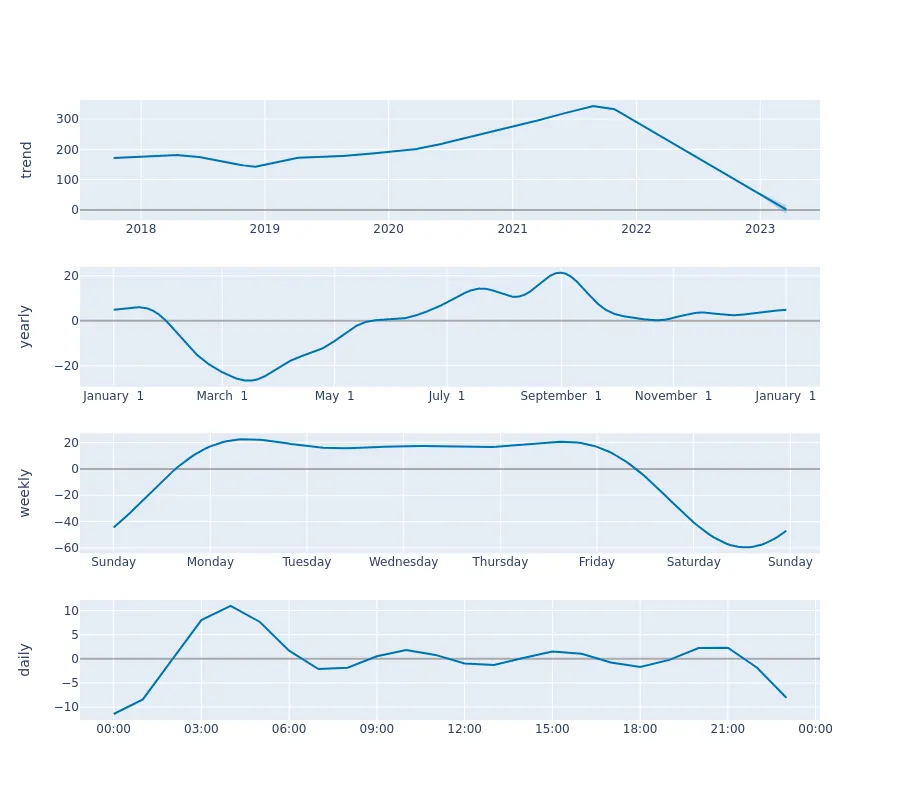 trend
300
200
100
0
2018 2019 2020 2021 2022 2023
yearly
20
0
−20
January 1 March 1 May 1 July 1 September 1 November 1 January 1
weekly
20
0
−20
−40
−60
Sunday Monday Tuesday Wednesday Thursday Friday Saturday Sunday
daily
10
5
0
−5
−10
00:00 03:00 06:00 09:00 12:00 15:00 18:00 21:00 00:00